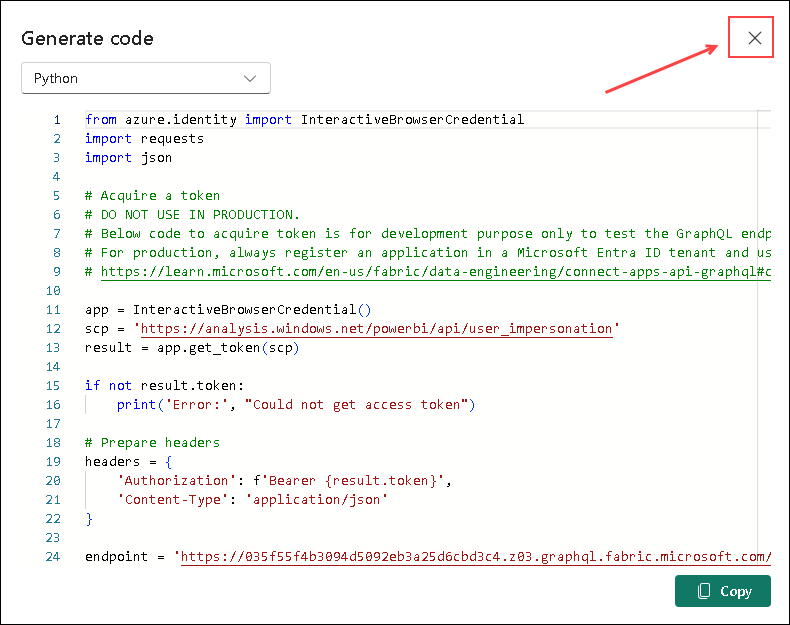 Generate code
Python
1 from azure.identity import InteractiveBrowserCredential
2 import requests
3 import json
4
5 # Acquire a token
6 # DO NOT USE IN PRODUCTION.
7 # Below code to acquire token is for development purpose only to test the GraphQL endp
8 # For production, always register an application in a Microsoft Entra ID tenant and us
9 # https://learn.microsoft.com/en-us/fabric/data-engineering/connect-apps-api-graphql#c
10
11 app = InteractiveBrowserCredential()
12 scp = 'https://analysis.windows.net/powerbi/api/user_impersonation'
13 result = app.get_token(scp)
14
15 if not result.token:
16     print('Error:', "Could not get access token")
17
18 # Prepare headers
19 headers = {
20     'Authorization': f'Bearer {result.token}',
21     'Content-Type': 'application/json'
22 }
23
24 endpoint = 'https://035f55f4b3094d5092eb3a25d6cbd3c4.z03.graphql.fabric.microsoft.com/
Copy